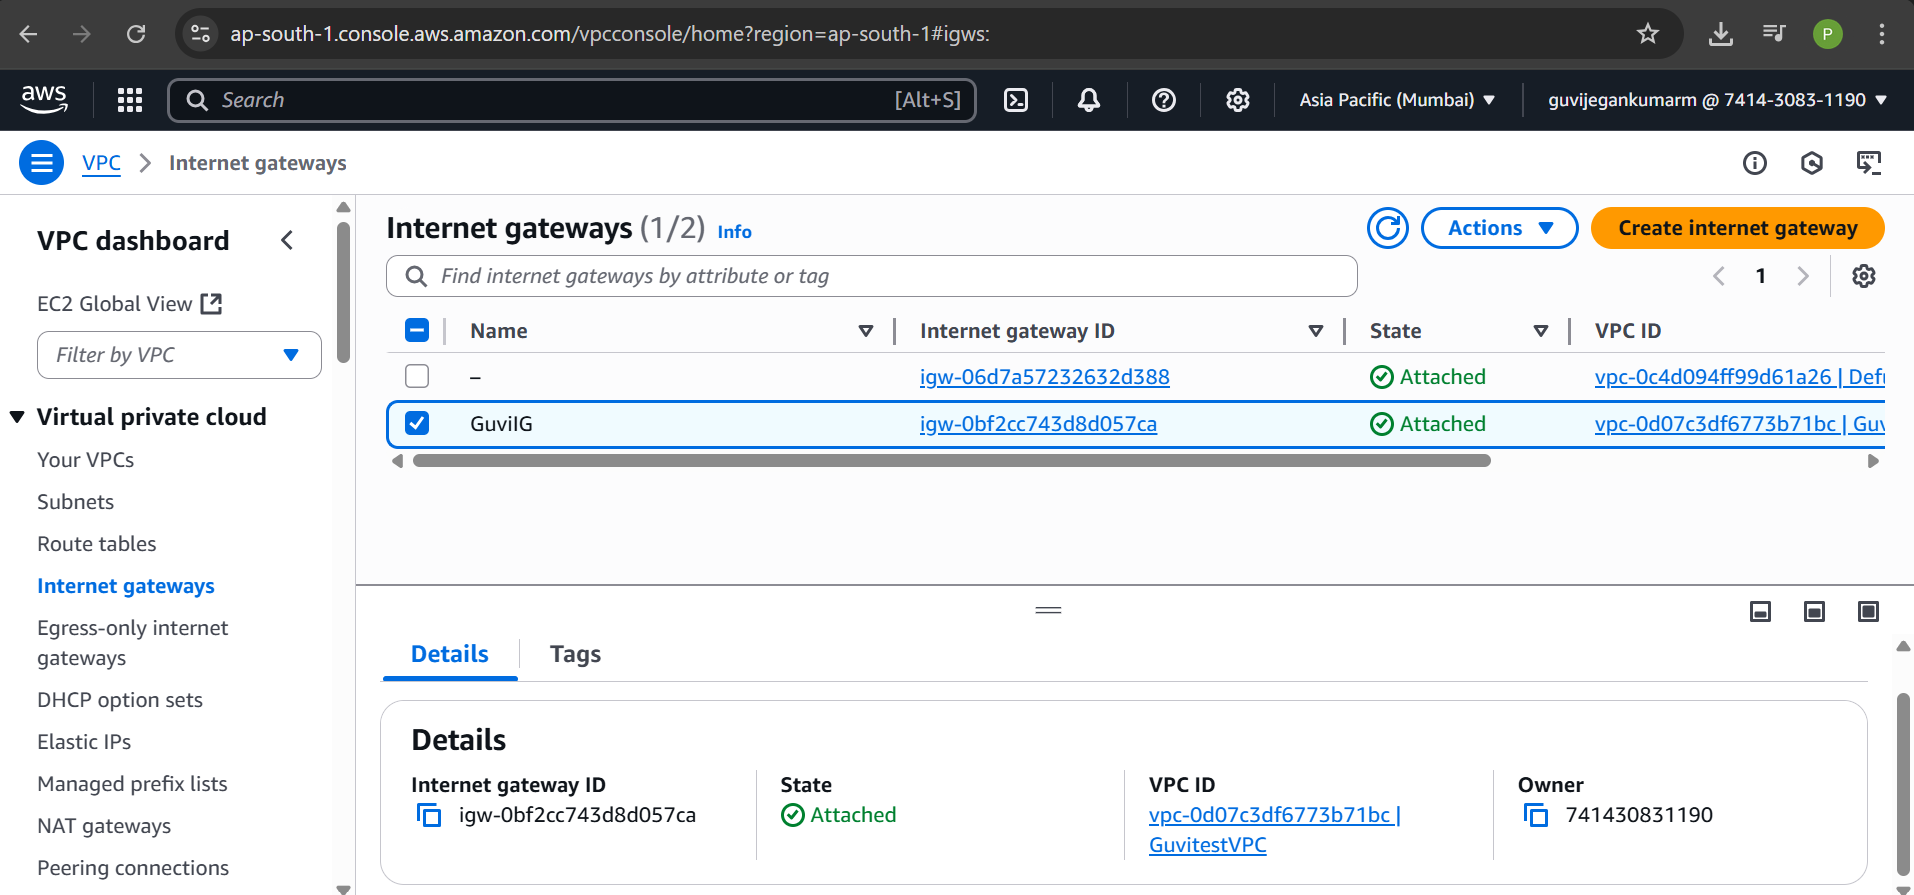 ap-south-1.console.aws.amazon.com/vpcconsole/home?region=ap-south-1#igws:
P
aws
Search
[Alt+S]
Asia Pacific (Mumbai)
guvijegankumarm @ 7414-3083-1190
VPC
Internet gateways
VPC dashboard
EC2 Global View
Filter by VPC
Virtual private cloud
Your VPCs
Subnets
Route tables
Internet gateways
Egress-only internet
gateways
DHCP option sets
Elastic IPs
Managed prefix lists
NAT gateways
Peering connections
Internet gateways (1/2) Info
Actions
Create internet gateway
Find internet gateways by attribute or tag
1
Name Internet gateway ID State VPC ID
– igw-06d7a57232632d388 Attached vpc-0c4d094ff99d61a26 | Defu
GuviIG igw-0bf2cc743d8d057ca Attached vpc-0d07c3df6773b71bc | Guv
Details Tags
Details
Internet gateway ID
igw-0bf2cc743d8d057ca
State
Attached
VPC ID
vpc-0d07c3df6773b71bc |
GuvitestVPC
Owner
741430831190